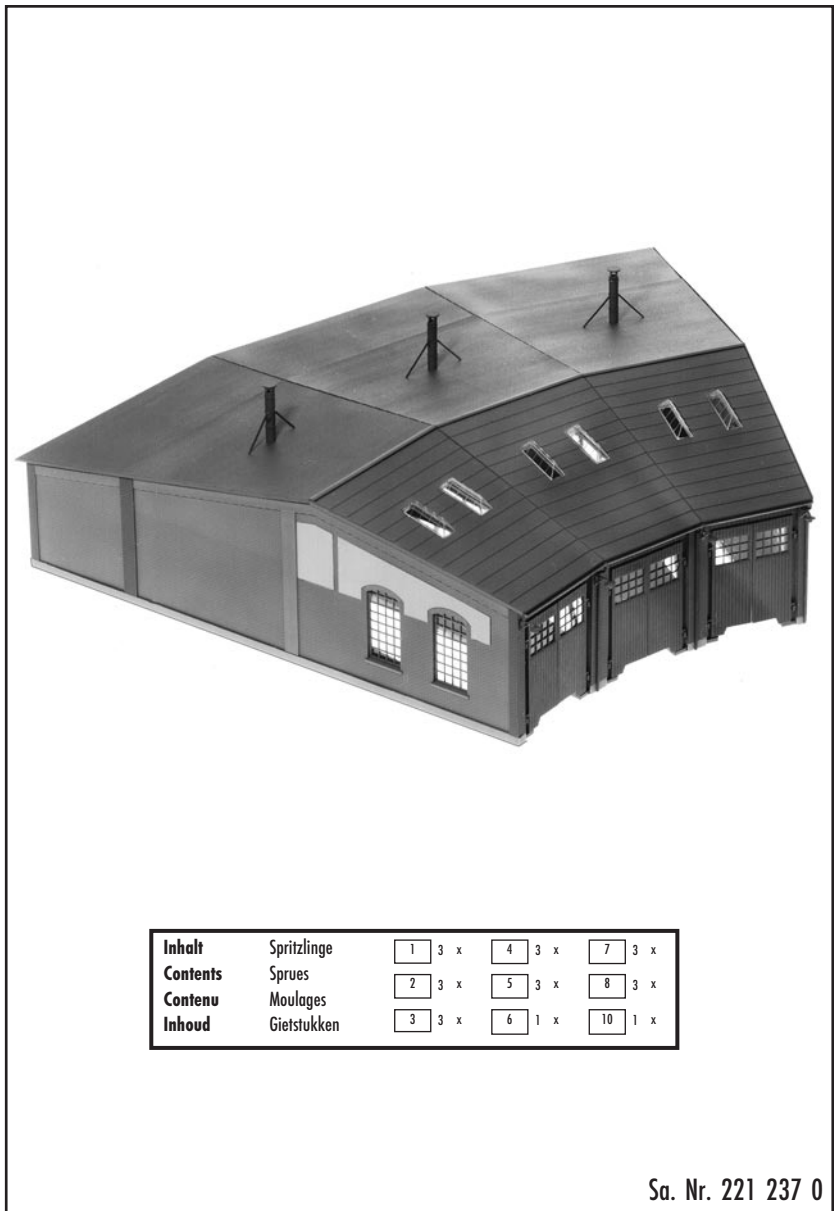 Inhalt Spritzlinge 1 3 x 4 3 x 7 3 x
Contents Sprues 2 3 x 5 3 x 8 3 x
Contenu Moulages
Inhoud Gietstukken 3 3 x 6 1 x 10 1 x
Sa. Nr. 221 237 0